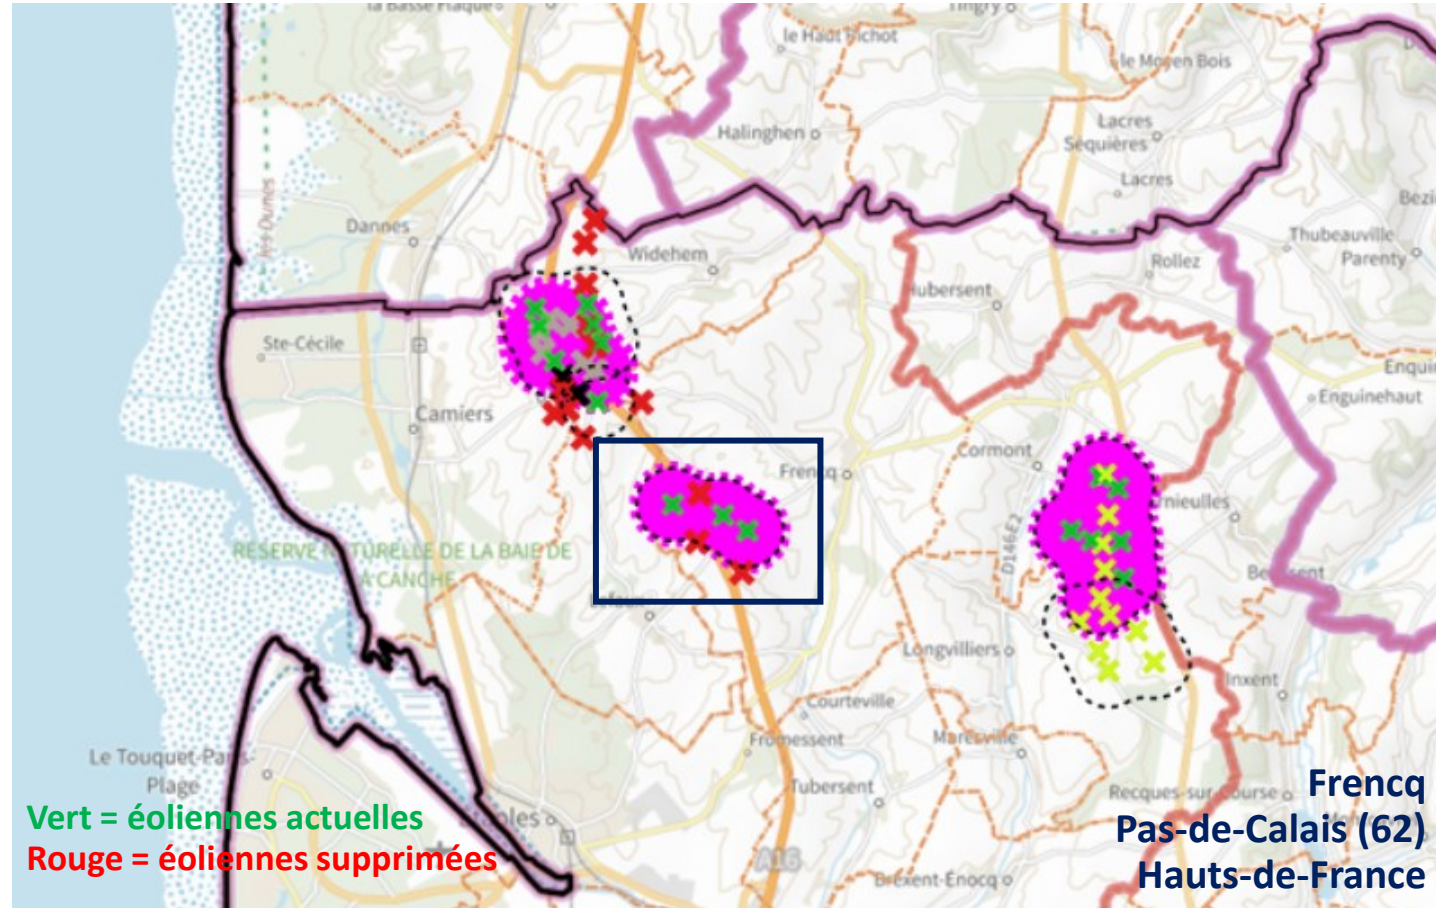 le Haut Pichot
le Moyen Bois
Halinghen
Lacres
Séquières
Lacres
les Dunes
Dannes
Widehem
Thubeauville
Parenty
Rollez
Hubersent
Ste-Cécile
Enguinehaut
Camiers
Cormont
Frencq
D146E2
RÉSERVE NATURELLE DE LA BAIE DE
CANCHE
Longvilliers
Inxent
Courteville
Fromessent
Maresville
Le Touquet-Paris-
Plage
Tubersent
Recques-sur-Course
Frencq
Vert = éoliennes actuelles
Pas-de-Calais (62)
Rouge = éoliennes supprimées
A16
Bréxent-Énocq
Hauts-de-France